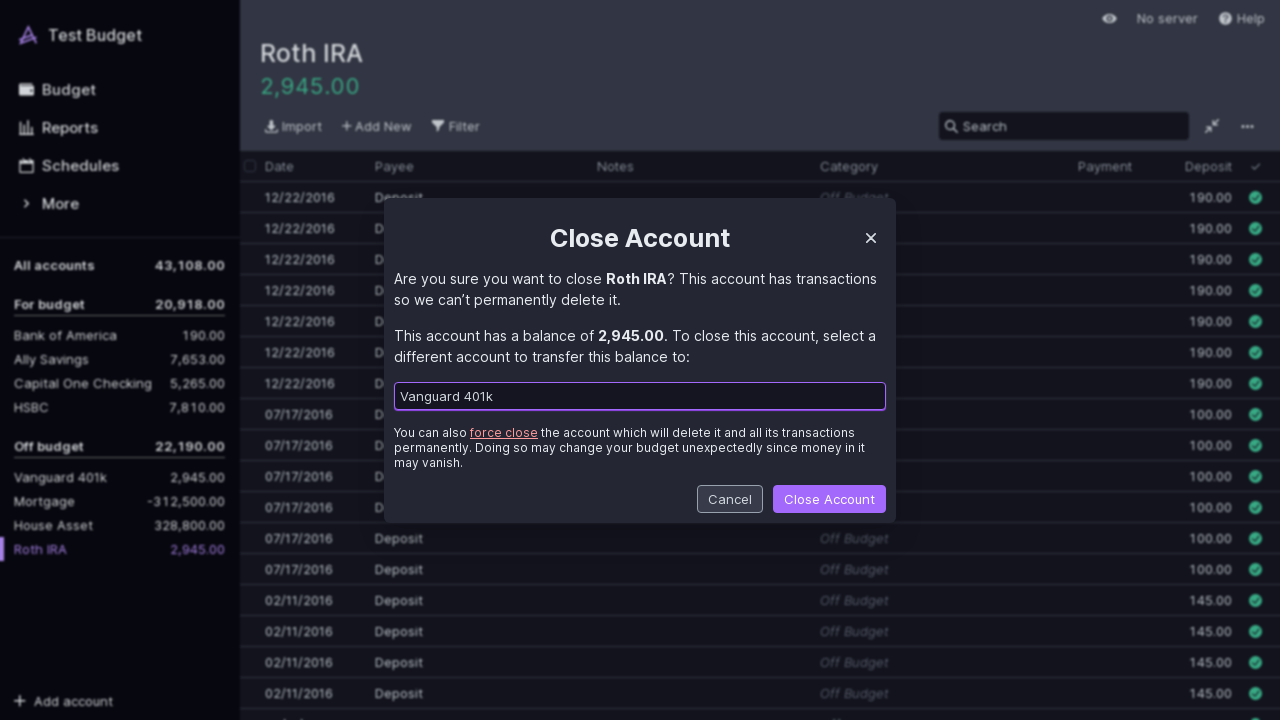 Test Budget
Budget
Reports
Schedules
More
All accounts 43,108.00
For budget 20,918.00
Bank of America 190.00
Ally Savings 7,653.00
Capital One Checking 5,265.00
HSBC 7,810.00
Off budget 22,190.00
Vanguard 401k 2,945.00
Mortgage -312,500.00
House Asset 328,800.00
Roth IRA 2,945.00
Add account
No server Help
Roth IRA
2,945.00
Import Add New Filter Search
Date Payee Notes Category Payment Deposit
12/22/2016 Deposit Off Budget 190.00
12/22/2016 190.00
12/22/2016 190.00
12/22/2016 190.00
12/22/2016 190.00
12/22/2016 190.00
12/22/2016 190.00
07/17/2016 100.00
07/17/2016 100.00
07/17/2016 100.00
07/17/2016 100.00
07/17/2016 Deposit Off Budget 100.00
07/17/2016 Deposit Off Budget 100.00
02/11/2016 Deposit Off Budget 145.00
02/11/2016 Deposit Off Budget 145.00
02/11/2016 Deposit Off Budget 145.00
02/11/2016 Deposit Off Budget 145.00
Close Account
Are you sure you want to close Roth IRA? This account has transactions
so we can’t permanently delete it.
This account has a balance of 2,945.00. To close this account, select a
different account to transfer this balance to:
Vanguard 401k
You can also force close the account which will delete it and all its transactions
permanently. Doing so may change your budget unexpectedly since money in it
may vanish.
Cancel Close Account